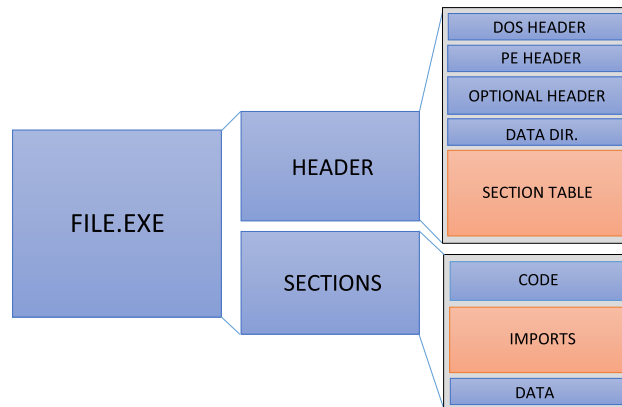 FILE.EXE
HEADER
SECTIONS
DOS HEADER
PE HEADER
OPTIONAL HEADER
DATA DIR.
SECTION TABLE
CODE
IMPORTS
DATA